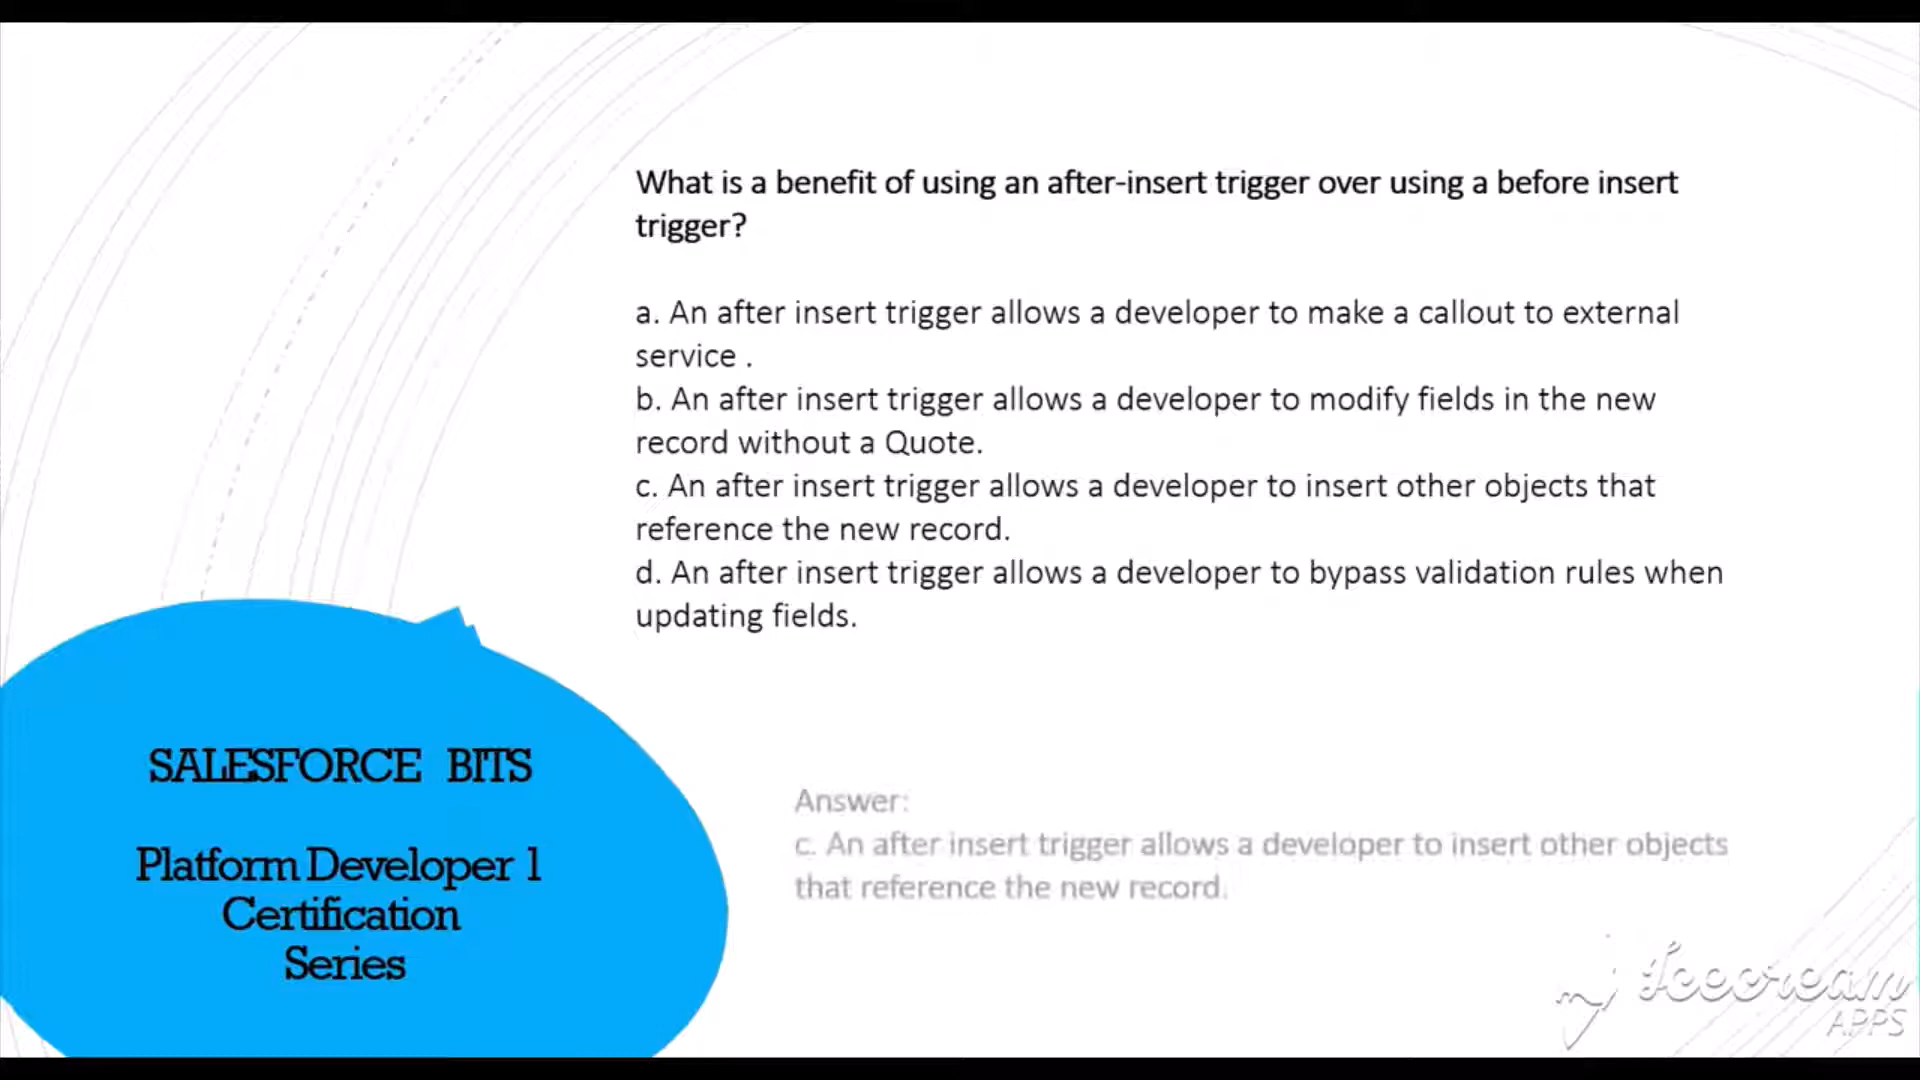 What is a benefit of using an after-insert trigger over using a before insert
trigger?
a. An after insert trigger allows a developer to make a callout to external
service .
b. An after insert trigger allows a developer to modify fields in the new
record without a Quote.
c. An after insert trigger allows a developer to insert other objects that
reference the new record.
d. An after insert trigger allows a developer to bypass validation rules when
updating fields.
SALESFORCE BITS
Platform Developer 1
Certification
Series
Answer:
c. An after insert trigger allows a developer to insert other objects
that reference the new record.
Icecream
APPS